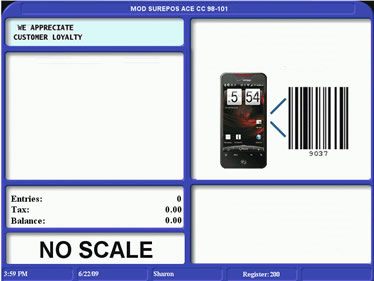 MOD SUREPOS ACE CC 98-101
WE APPRECIATE
CUSTOMER LOYALTY
5 54
9037
Entries: 0
Tax: 0.00
Balance: 0.00
NO SCALE
3:59 PM 6/22/09 Sharon Register: 200